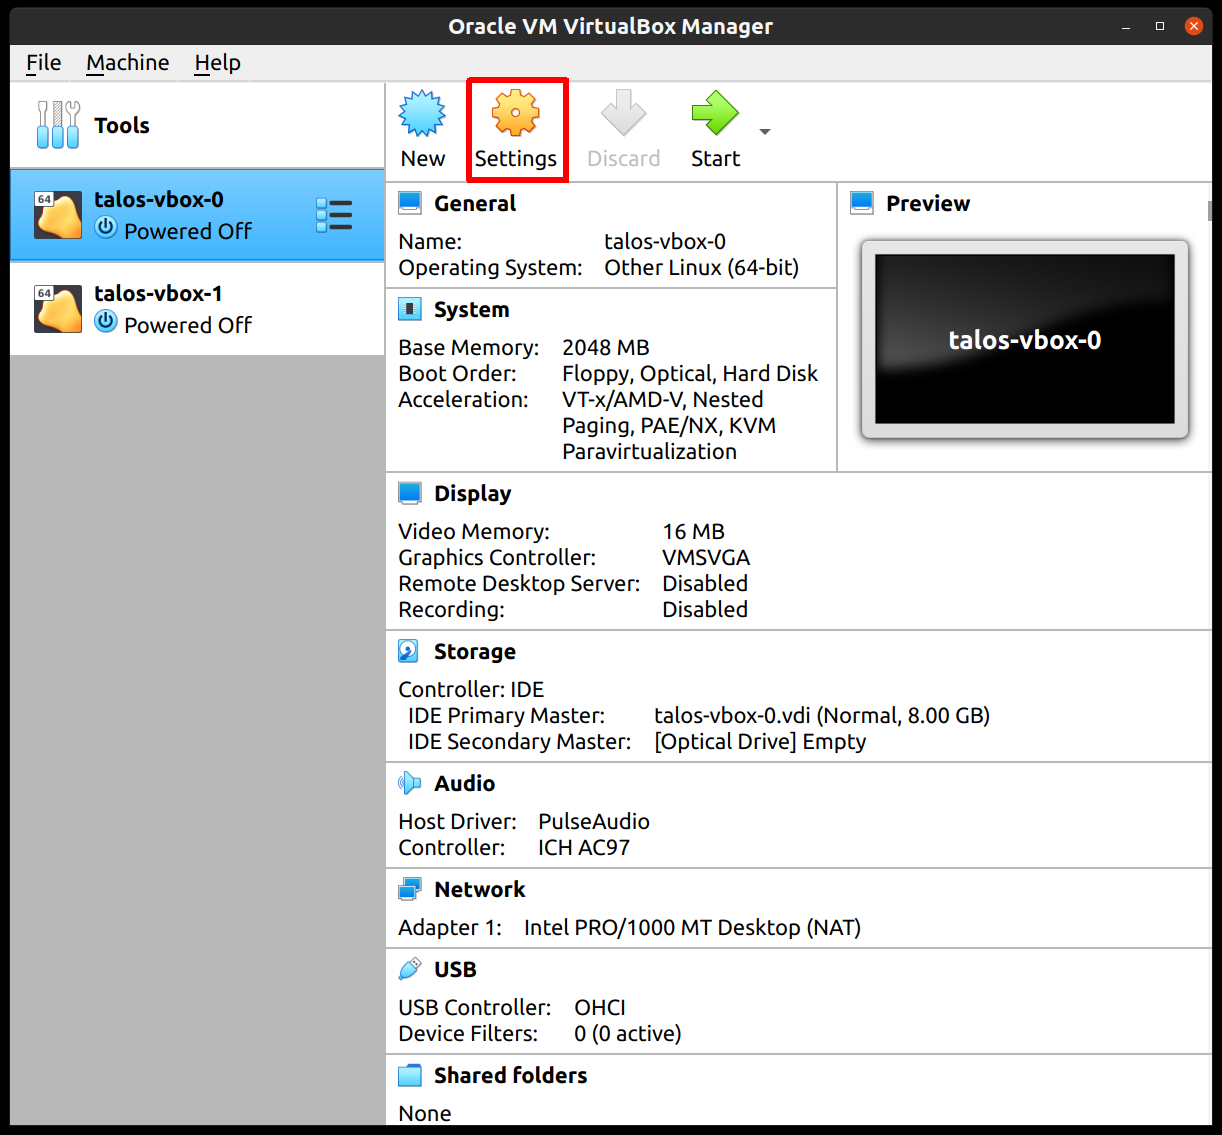 Oracle VM VirtualBox Manager
File Machine Help
Tools
New Settings Discard Start
64 talos-vbox-0
Powered Off
64 talos-vbox-1
Powered Off
General
Name: talos-vbox-0
Operating System: Other Linux (64-bit)
Preview
talos-vbox-0
System
Base Memory: 2048 MB
Boot Order: Floppy, Optical, Hard Disk
Acceleration: VT-x/AMD-V, Nested
Paging, PAE/NX, KVM
Paravirtualization
Display
Video Memory: 16 MB
Graphics Controller: VMSVGA
Remote Desktop Server: Disabled
Recording: Disabled
Storage
Controller: IDE
IDE Primary Master: talos-vbox-0.vdi (Normal, 8.00 GB)
IDE Secondary Master: [Optical Drive] Empty
Audio
Host Driver: PulseAudio
Controller: ICH AC97
Network
Adapter 1: Intel PRO/1000 MT Desktop (NAT)
USB
USB Controller: OHCI
Device Filters: 0 (0 active)
Shared folders
None